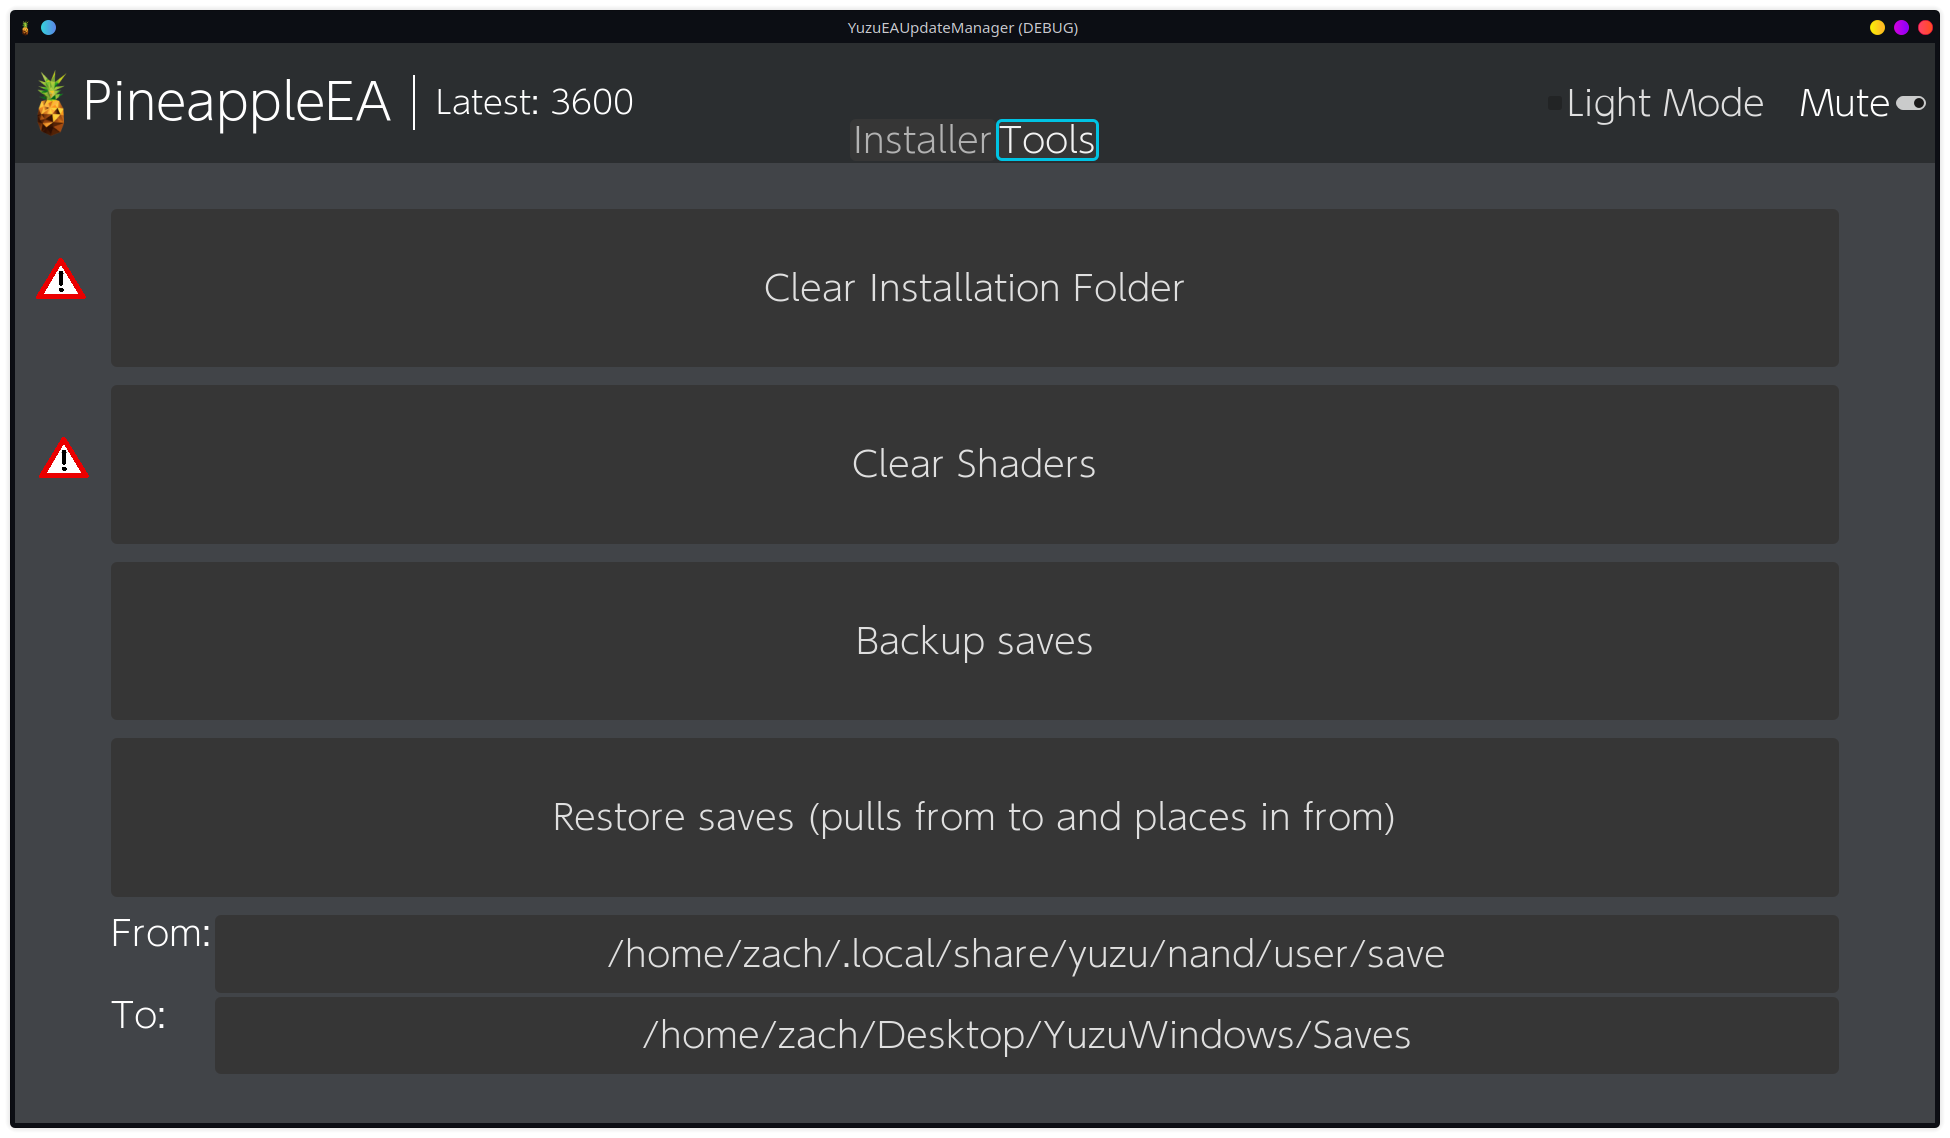 YuzuEAUpdateManager (DEBUG)
PineappleEA
Latest: 3600
Light Mode
Mute
Installer
Tools
Clear Installation Folder
Clear Shaders
Backup saves
Restore saves (pulls from to and places in from)
From:
/home/zach/.local/share/yuzu/nand/user/save
To:
/home/zach/Desktop/YuzuWindows/Saves